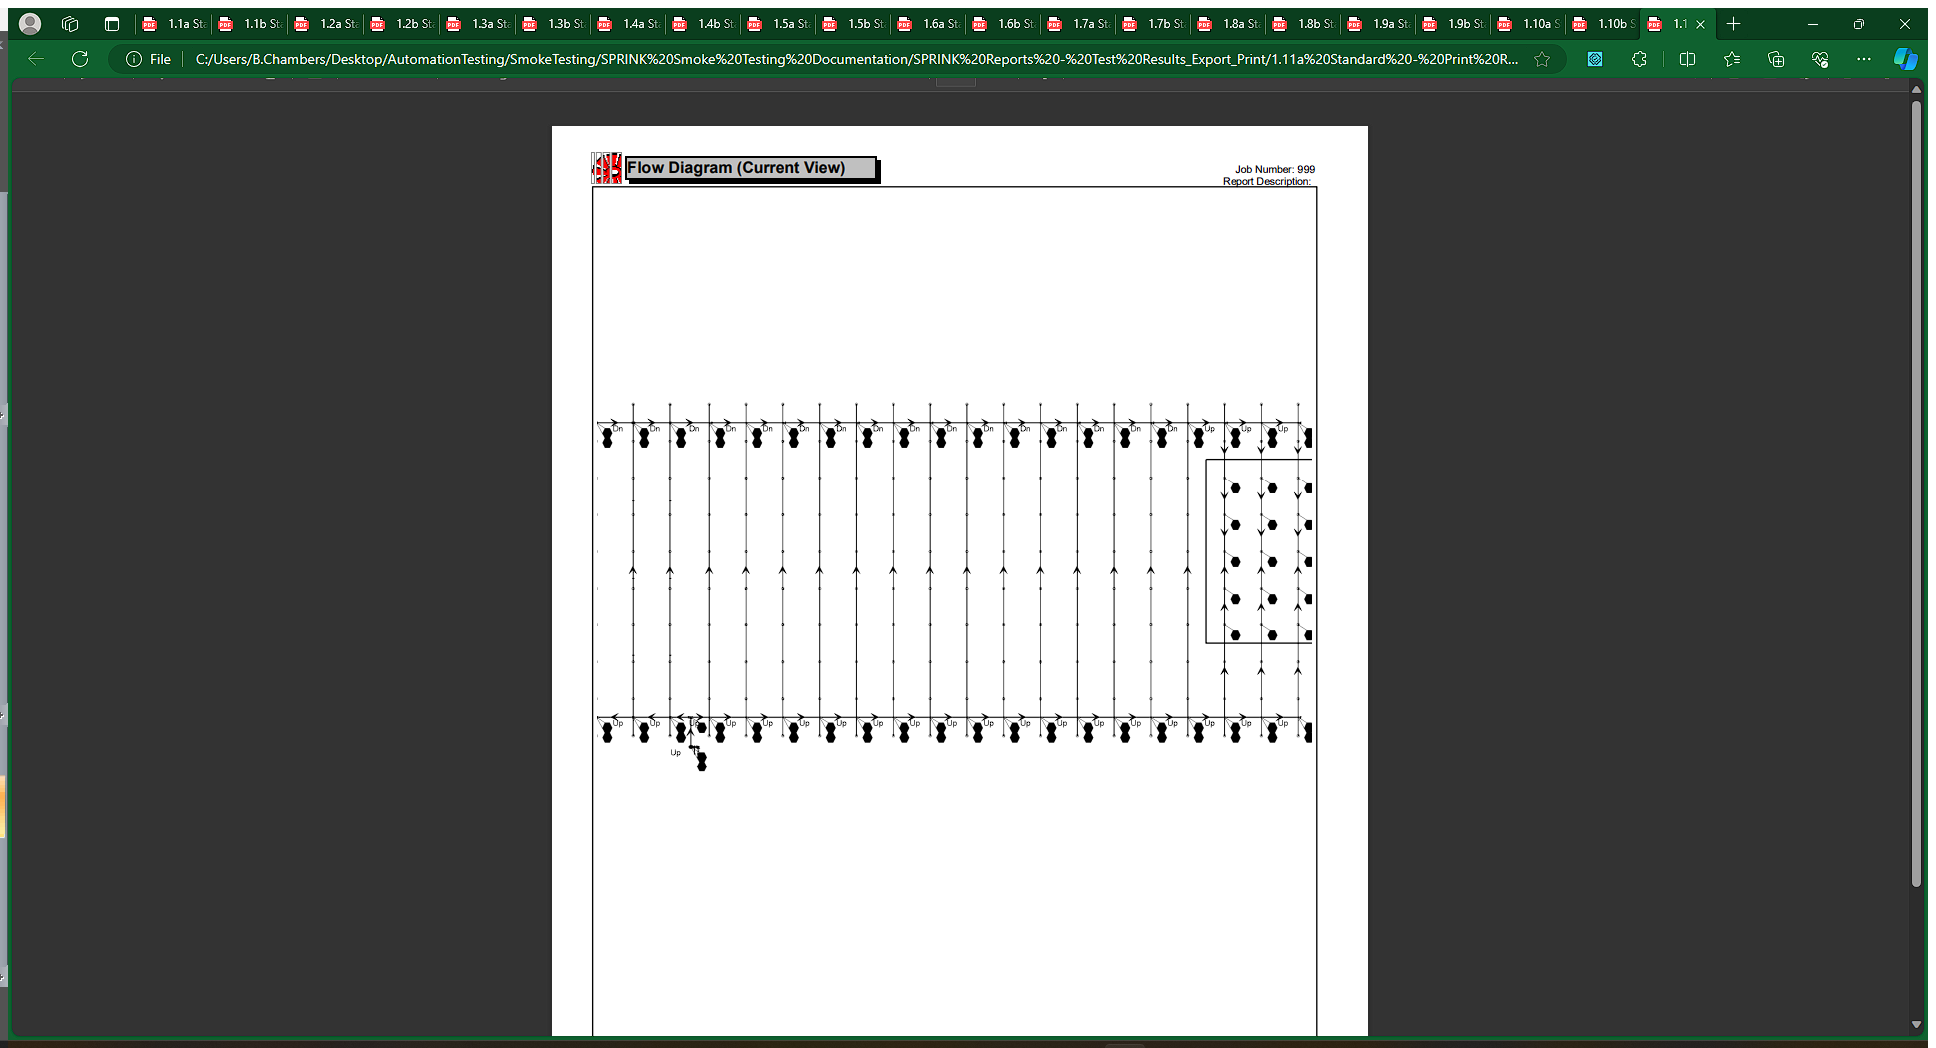 1.1a Sta
1.1b St
1.2a Sta
1.2b St
1.3a Sta
1.3b St
1.4a Sta
1.4b St
1.5a St
1.5b St
1.6a Sta
1.6b St
1.7a St
1.7b St
1.8a Sta
1.8b St
1.9a St
1.9b St
1.10a S
1.10b S
1.1
File
C:/Users/B.Chambers/Desktop/AutomationTesting/SmokeTesting/SPRINK%20Smoke%20Testing%20Documentation/SPRINK%20Reports%20-%20Test%20Results_Export_Print/1.11a%20Standard%20-%20Print%20R...
Flow Diagram (Current View)
Job Number: 999
Report Description:
Dn Dn Dn Dn Dn Dn Dn Dn Dn Dn Dn Dn Dn Dn Dn Dn Up Up Up
Up Up Up Up Up Up Up Up Up Up Up Up Up Up Up Up Up Up Up
Up